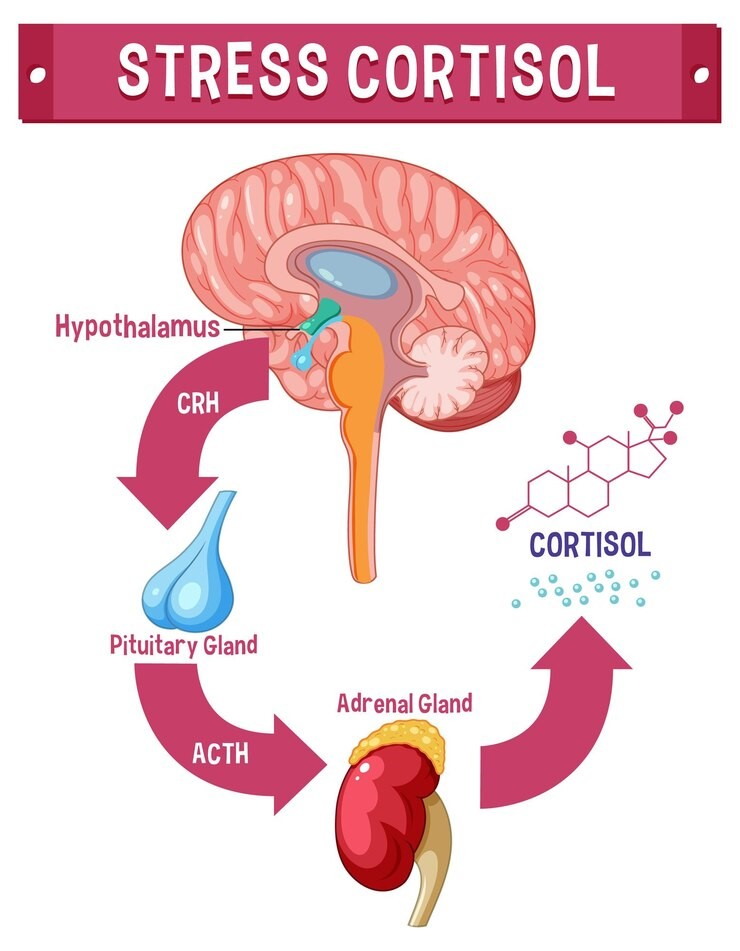 STRESS CORTISOL
Hypothalamus
CRH
CORTISOL
Pituitary Gland
Adrenal Gland
ACTH